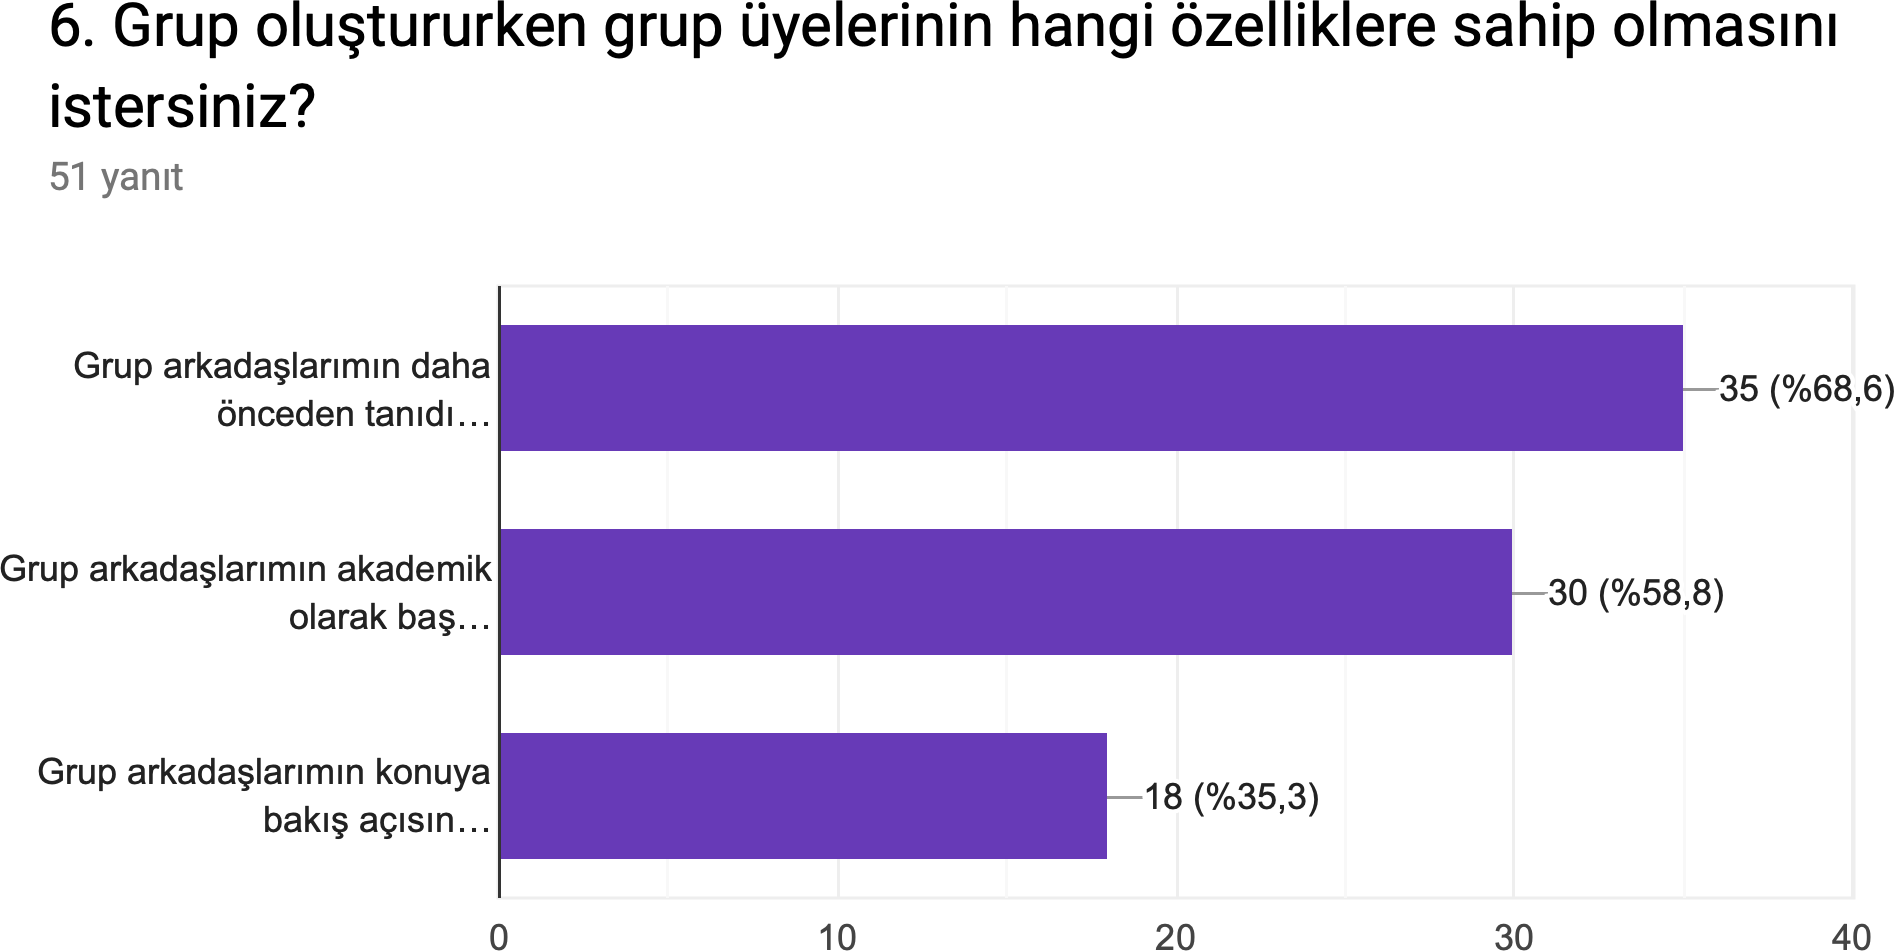 6. Grup oluştururken grup üyelerinin hangi özelliklere sahip olmasını
istersiniz?
51 yanıt
Grup arkadaşlarımın daha
önceden tanıdı…
35 (%68,6)
Grup arkadaşlarımın akademik
olarak baş…
30 (%58,8)
Grup arkadaşlarımın konuya
bakış açısın…
18 (%35,3)
0 10 20 30 40